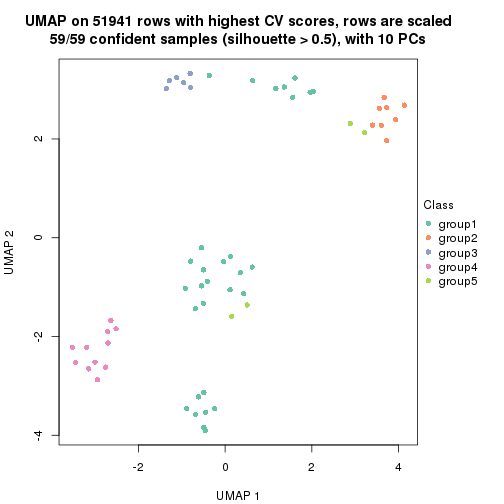 UMAP on 51941 rows with highest CV scores, rows are scaled
59/59 confident samples (silhouette > 0.5), with 10 PCs
Class
group1
group2
group3
group4
group5
UMAP 2
2
0
-2
-4
-2
0
2
4
UMAP 1